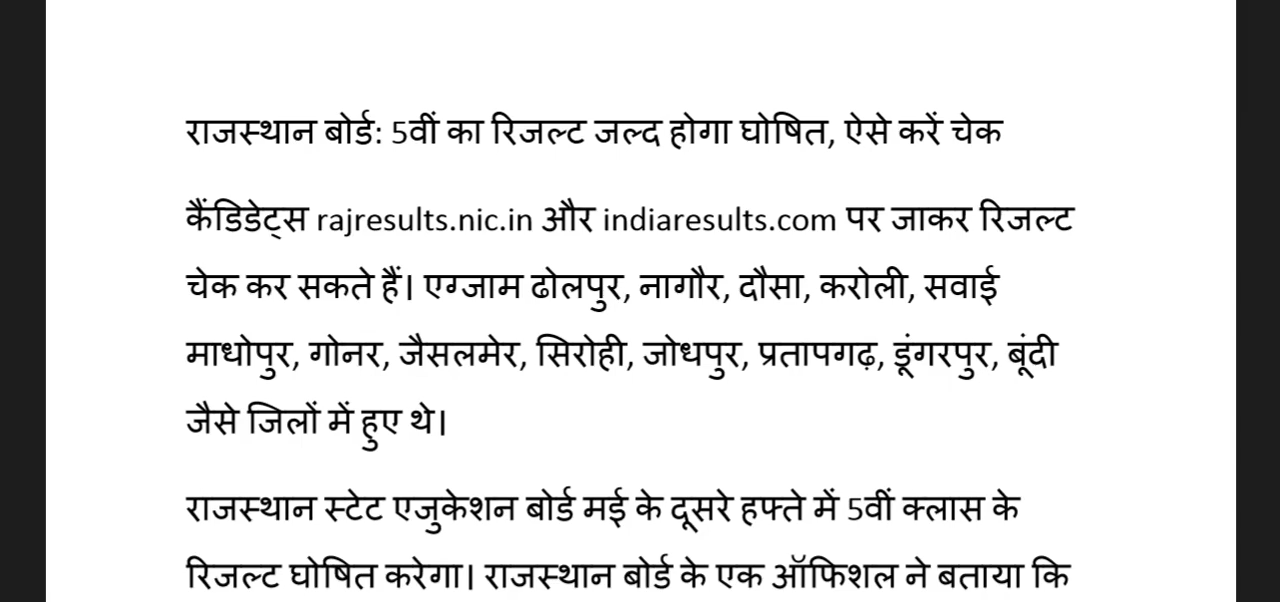 राजस्थान बोर्ड: 5वीं का रिजल्ट जल्द होगा घोषित, ऐसे करें चेक
कैंडिडेट्स rajresults.nic.in और indiaresults.com पर जाकर रिजल्ट
चेक कर सकते हैं। एग्जाम ढोलपुर, नागौर, दौसा, करोली, सवाई
माधोपुर, गोनर, जैसलमेर, सिरोही, जोधपुर, प्रतापगढ़, डूंगरपुर, बूंदी
जैसे जिलों में हुए थे।
राजस्थान स्टेट एजुकेशन बोर्ड मई के दूसरे हफ्ते में 5वीं क्लास के
रिजल्ट घोषित करेगा। राजस्थान बोर्ड के एक ऑफिशल ने बताया कि